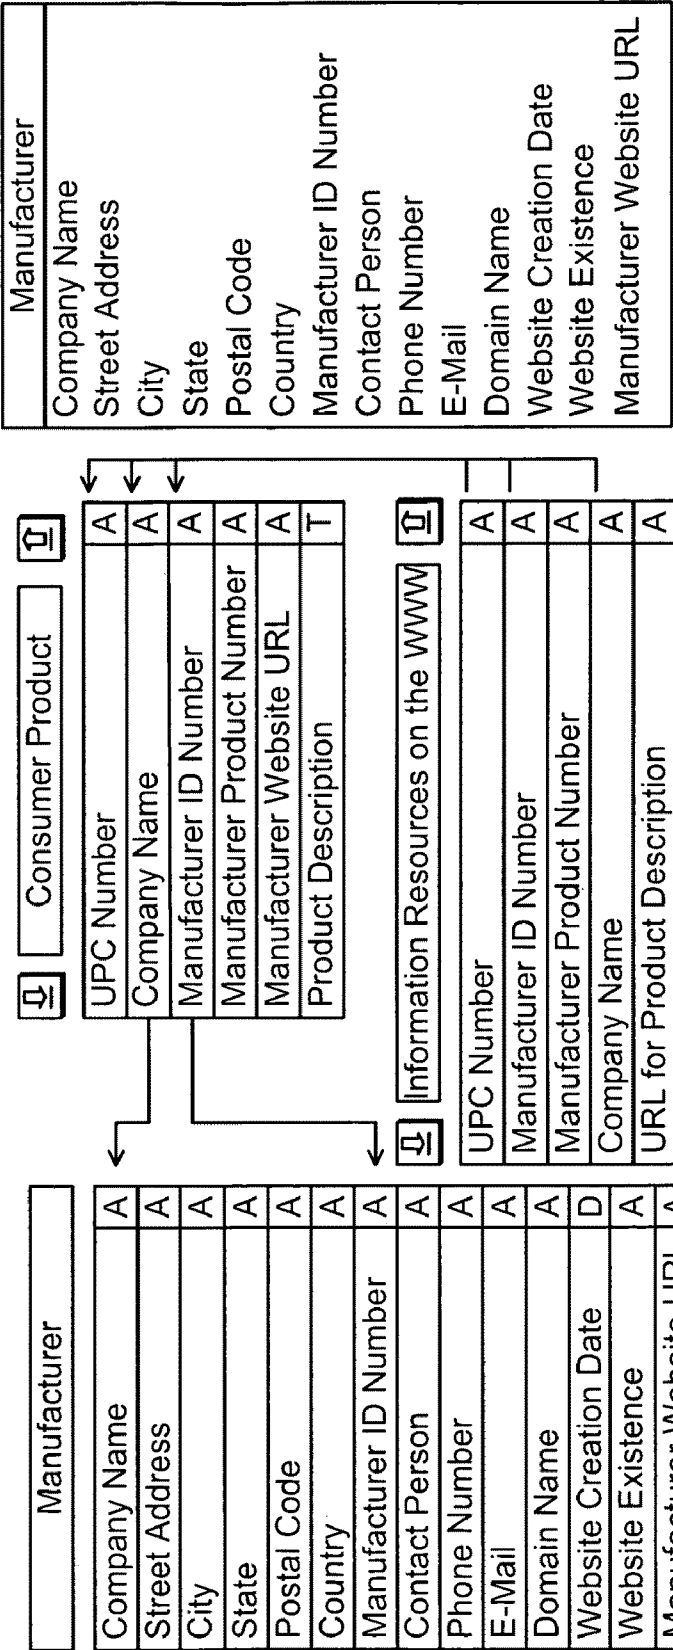 Manufacturer
Company Name A
Street Address A
City A
State A
Postal Code A
Country A
Manufacturer ID Number A
Contact Person A
Phone Number A
E-Mail A
Domain Name A
Website Creation Date D
Website Existence A
Manufacturer Website URL A
Consumer Product
UPC Number A
Company Name A
Manufacturer ID Number A
Manufacturer Product Number A
Manufacturer Website URL A
Product Description T
Information Resources on the WWW
UPC Number A
Manufacturer ID Number A
Manufacturer Product Number A
Company Name A
URL for Product Description A
Manufacturer
Company Name
Street Address
City
State
Postal Code
Country
Manufacturer ID Number
Contact Person
Phone Number
E-Mail
Domain Name
Website Creation Date
Website Existence
Manufacturer Website URL